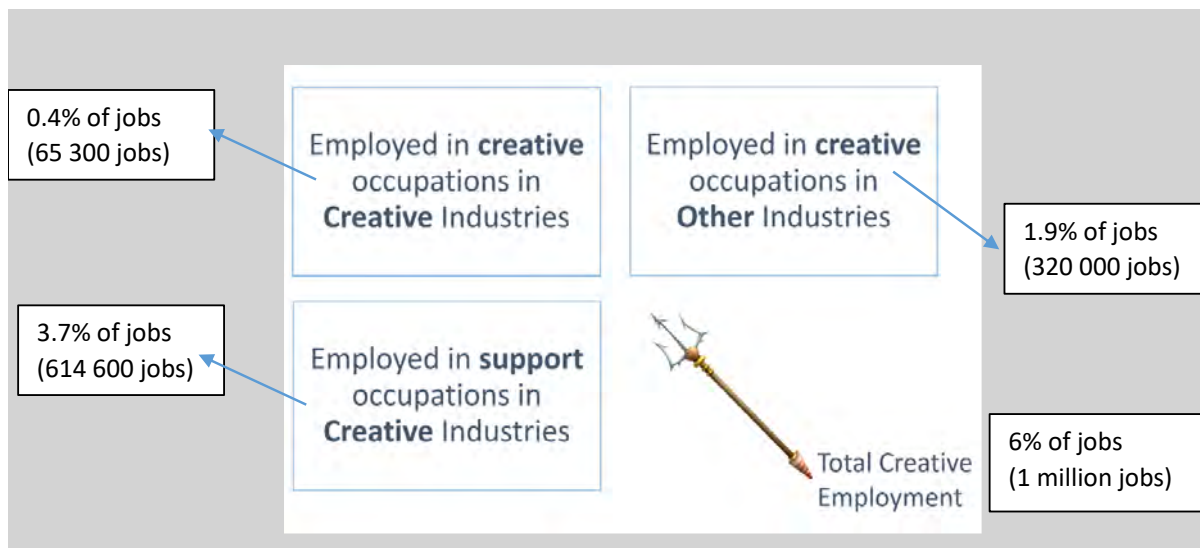 0.4% of jobs
(65 300 jobs)
Employed in creative
occupations in
Creative Industries
Employed in creative
occupations in
Other Industries
1.9% of jobs
(320 000 jobs)
3.7% of jobs
(614 600 jobs)
Employed in support
occupations in
Creative Industries
Total Creative
Employment
6% of jobs
(1 million jobs)